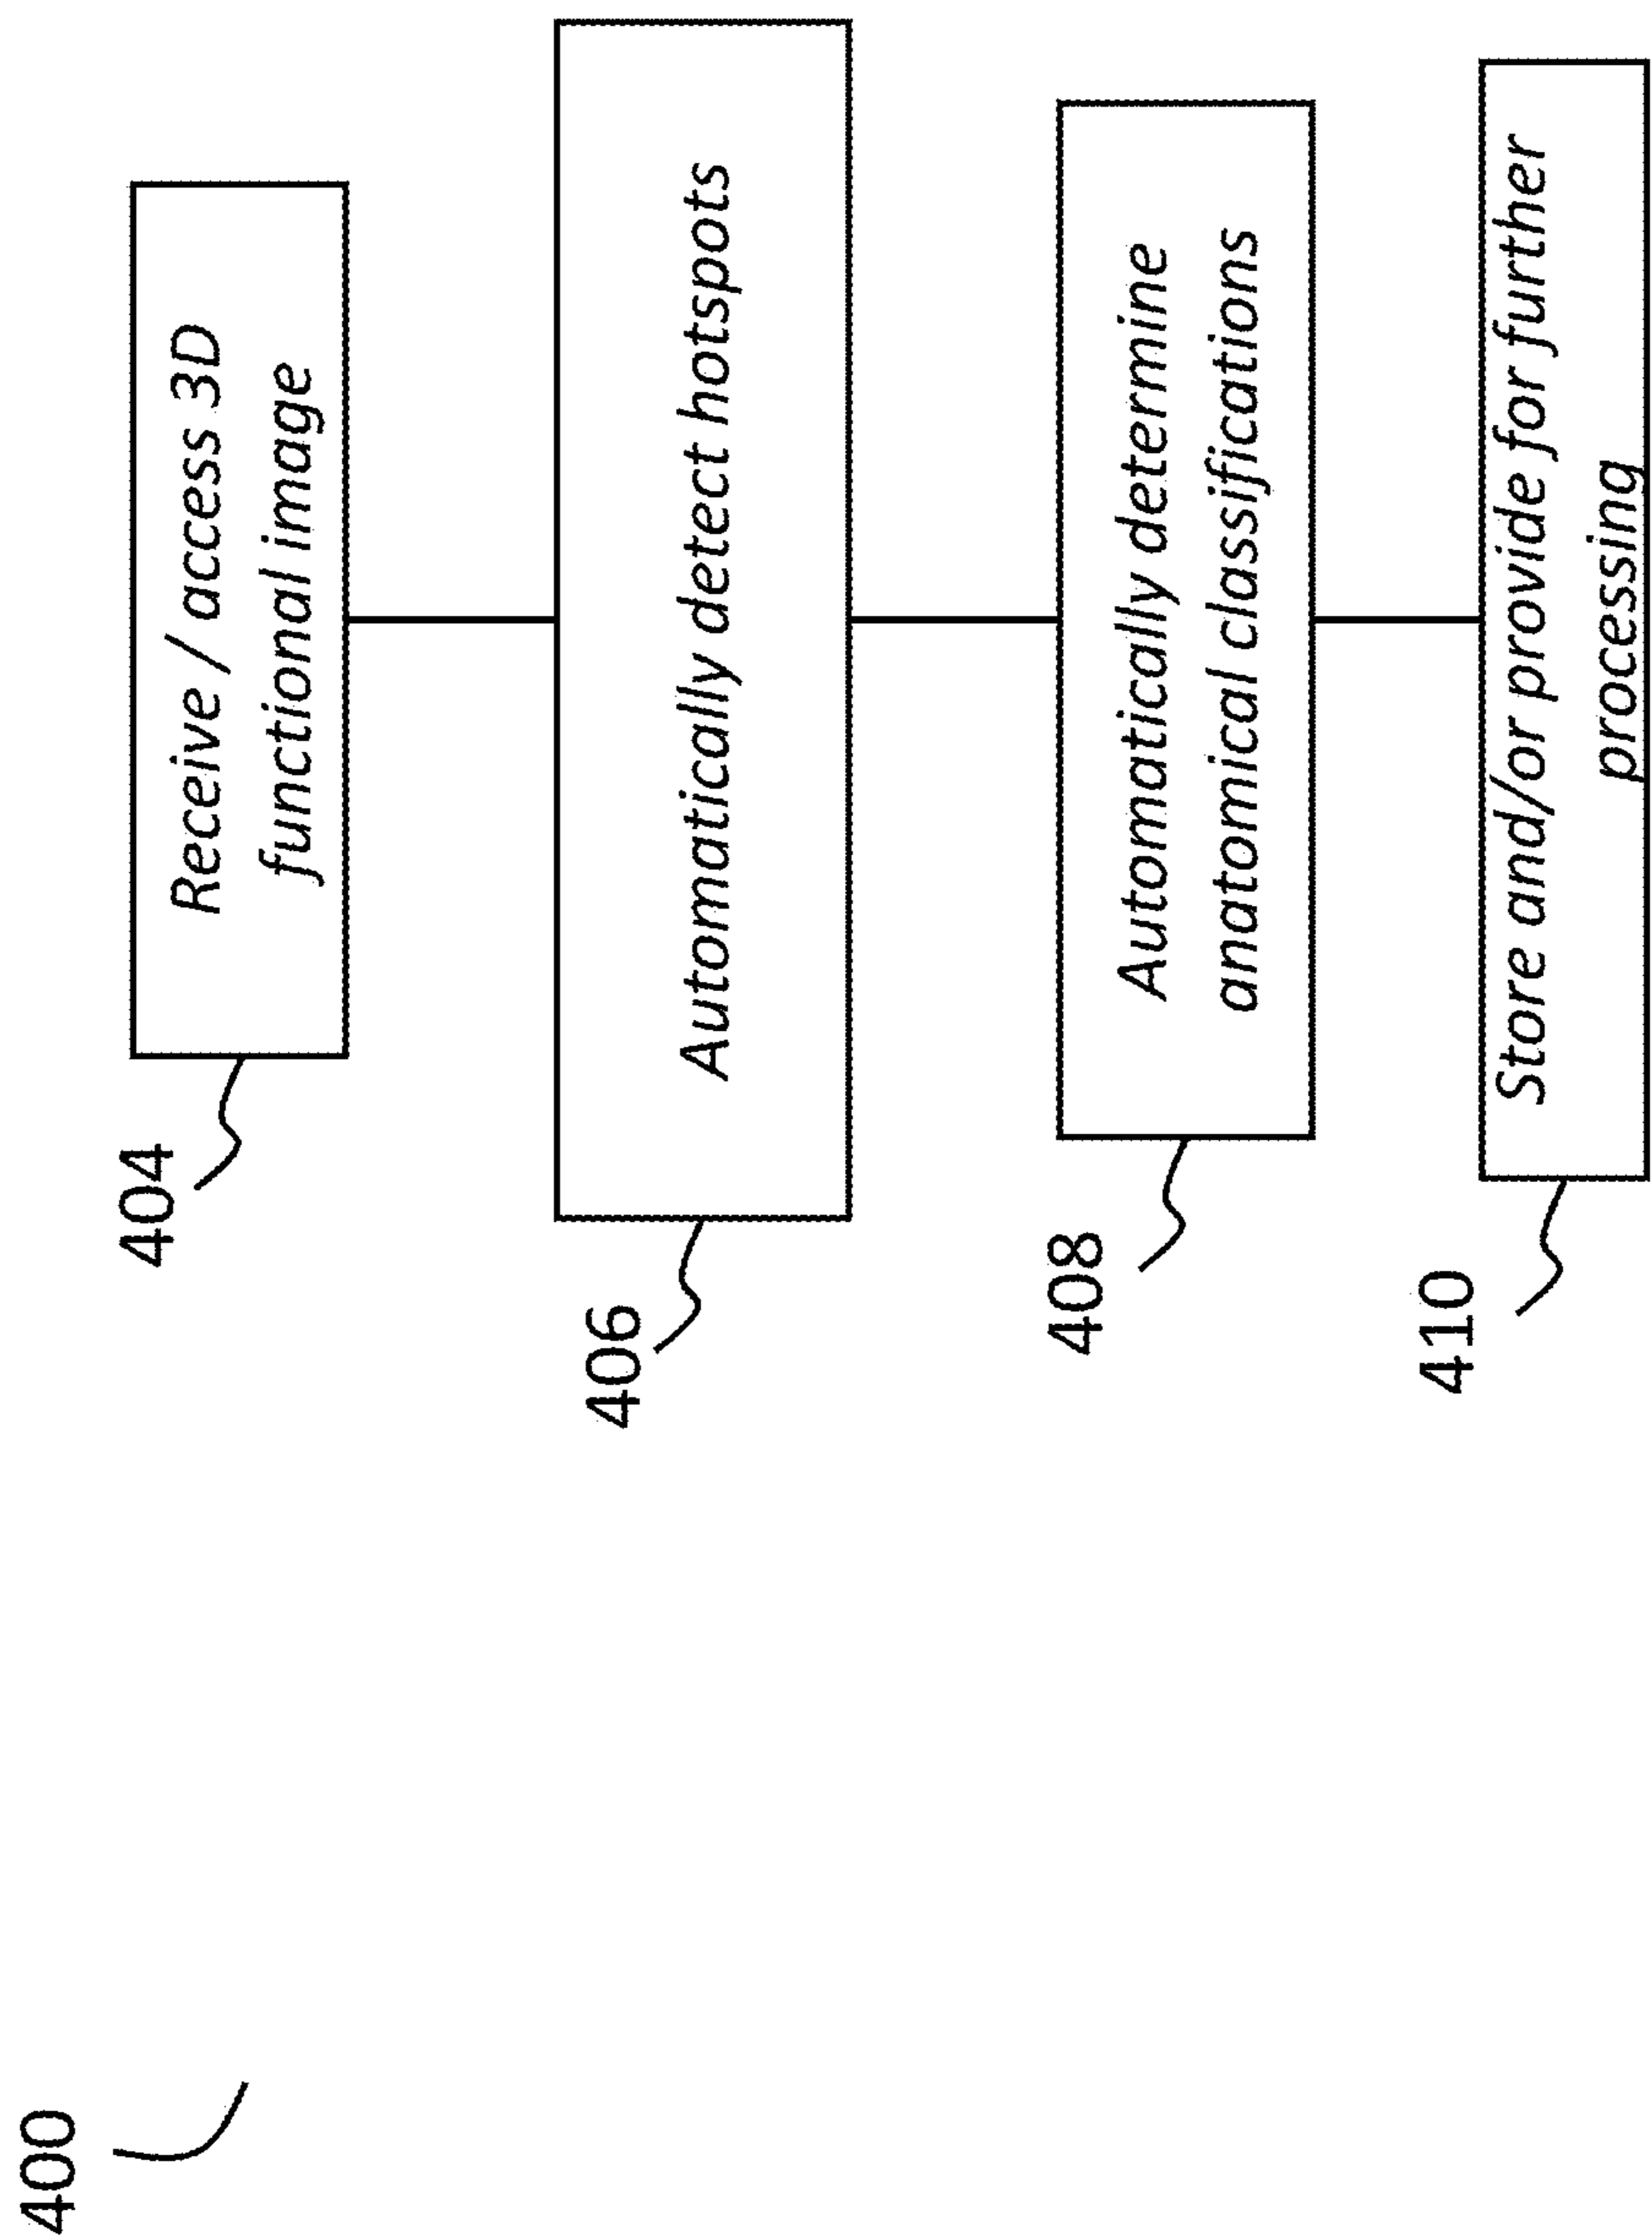 400
404
Receive / access 3D
functional image
406
Automatically detect hotspots
408
Automatically determine
anatomical classifications
410
Store and/or provide for further
processing